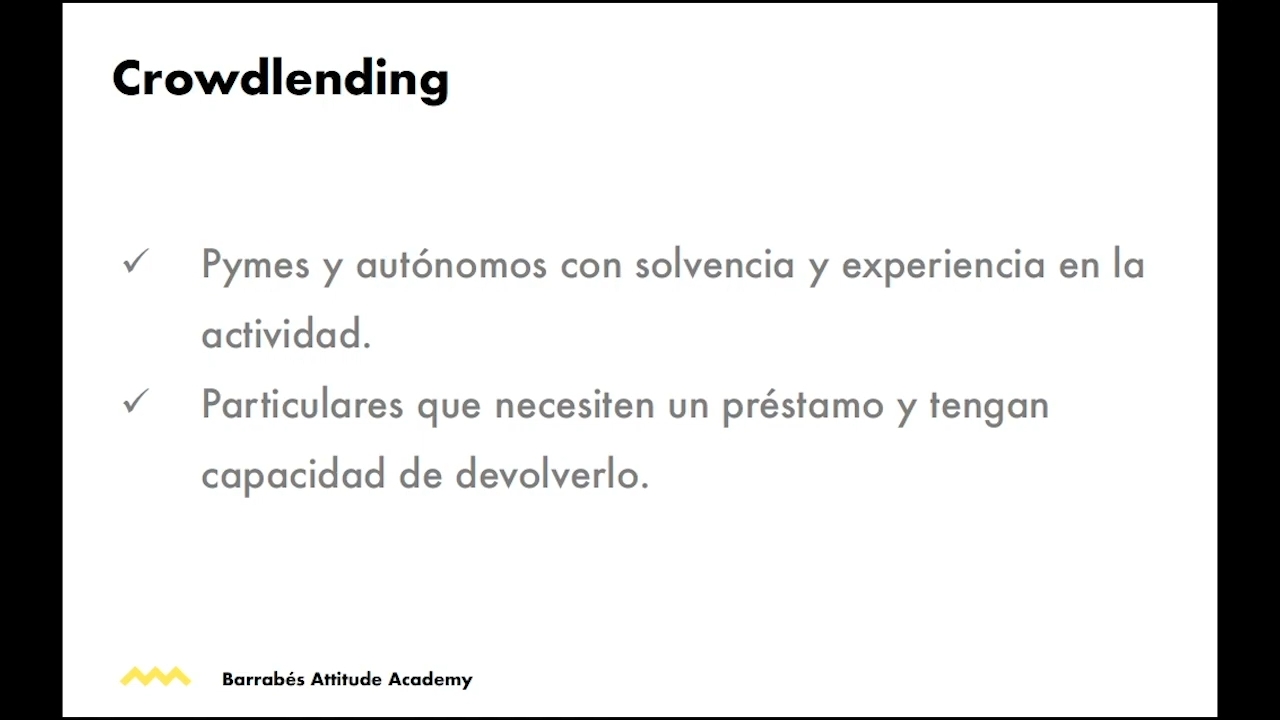 Crowdlending
✓ Pymes y autónomos con solvencia y experiencia en la
actividad.
✓ Particulares que necesiten un préstamo y tengan
capacidad de devolverlo.
Barrabés Attitude Academy